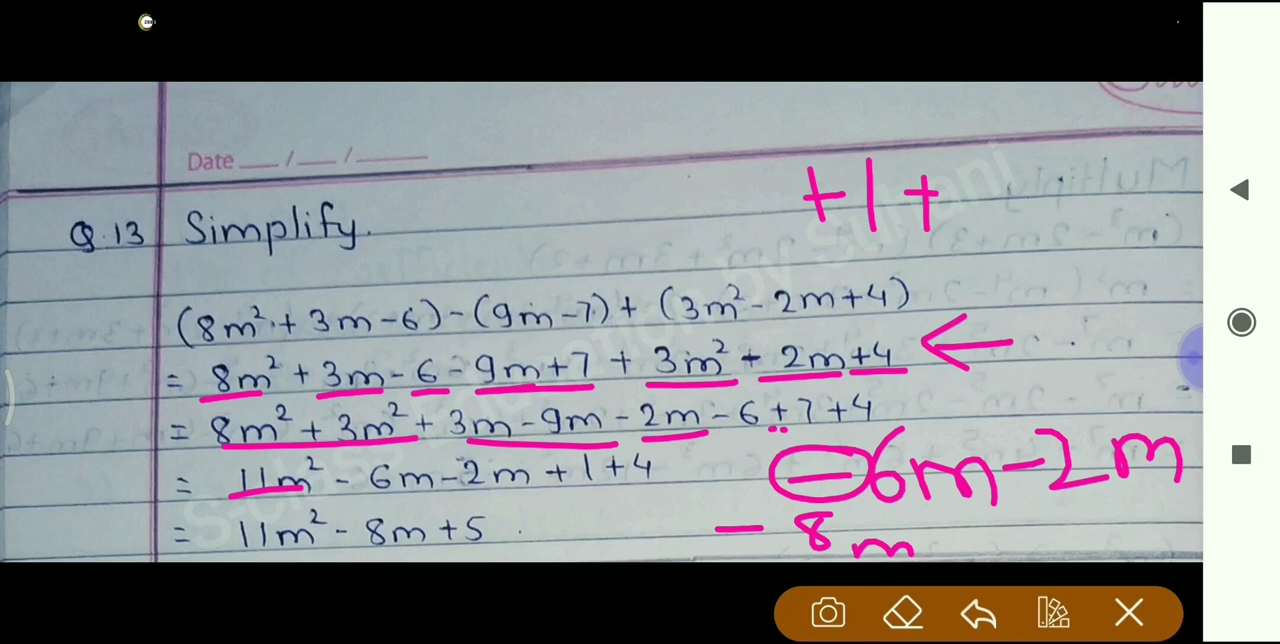 Date __/__/____
+1+
Q.13 Simplify.
(8m²+3m-6)-(9m-7)+(3m²-2m+4)
= 8m²+3m-6-9m+7+3m²-2m+4
= 8m²+3m²+3m-9m-2m-6+7+4
= 11m²-6m-2m+1+4
-6m-2m
= 11m²-8m+5
-8m